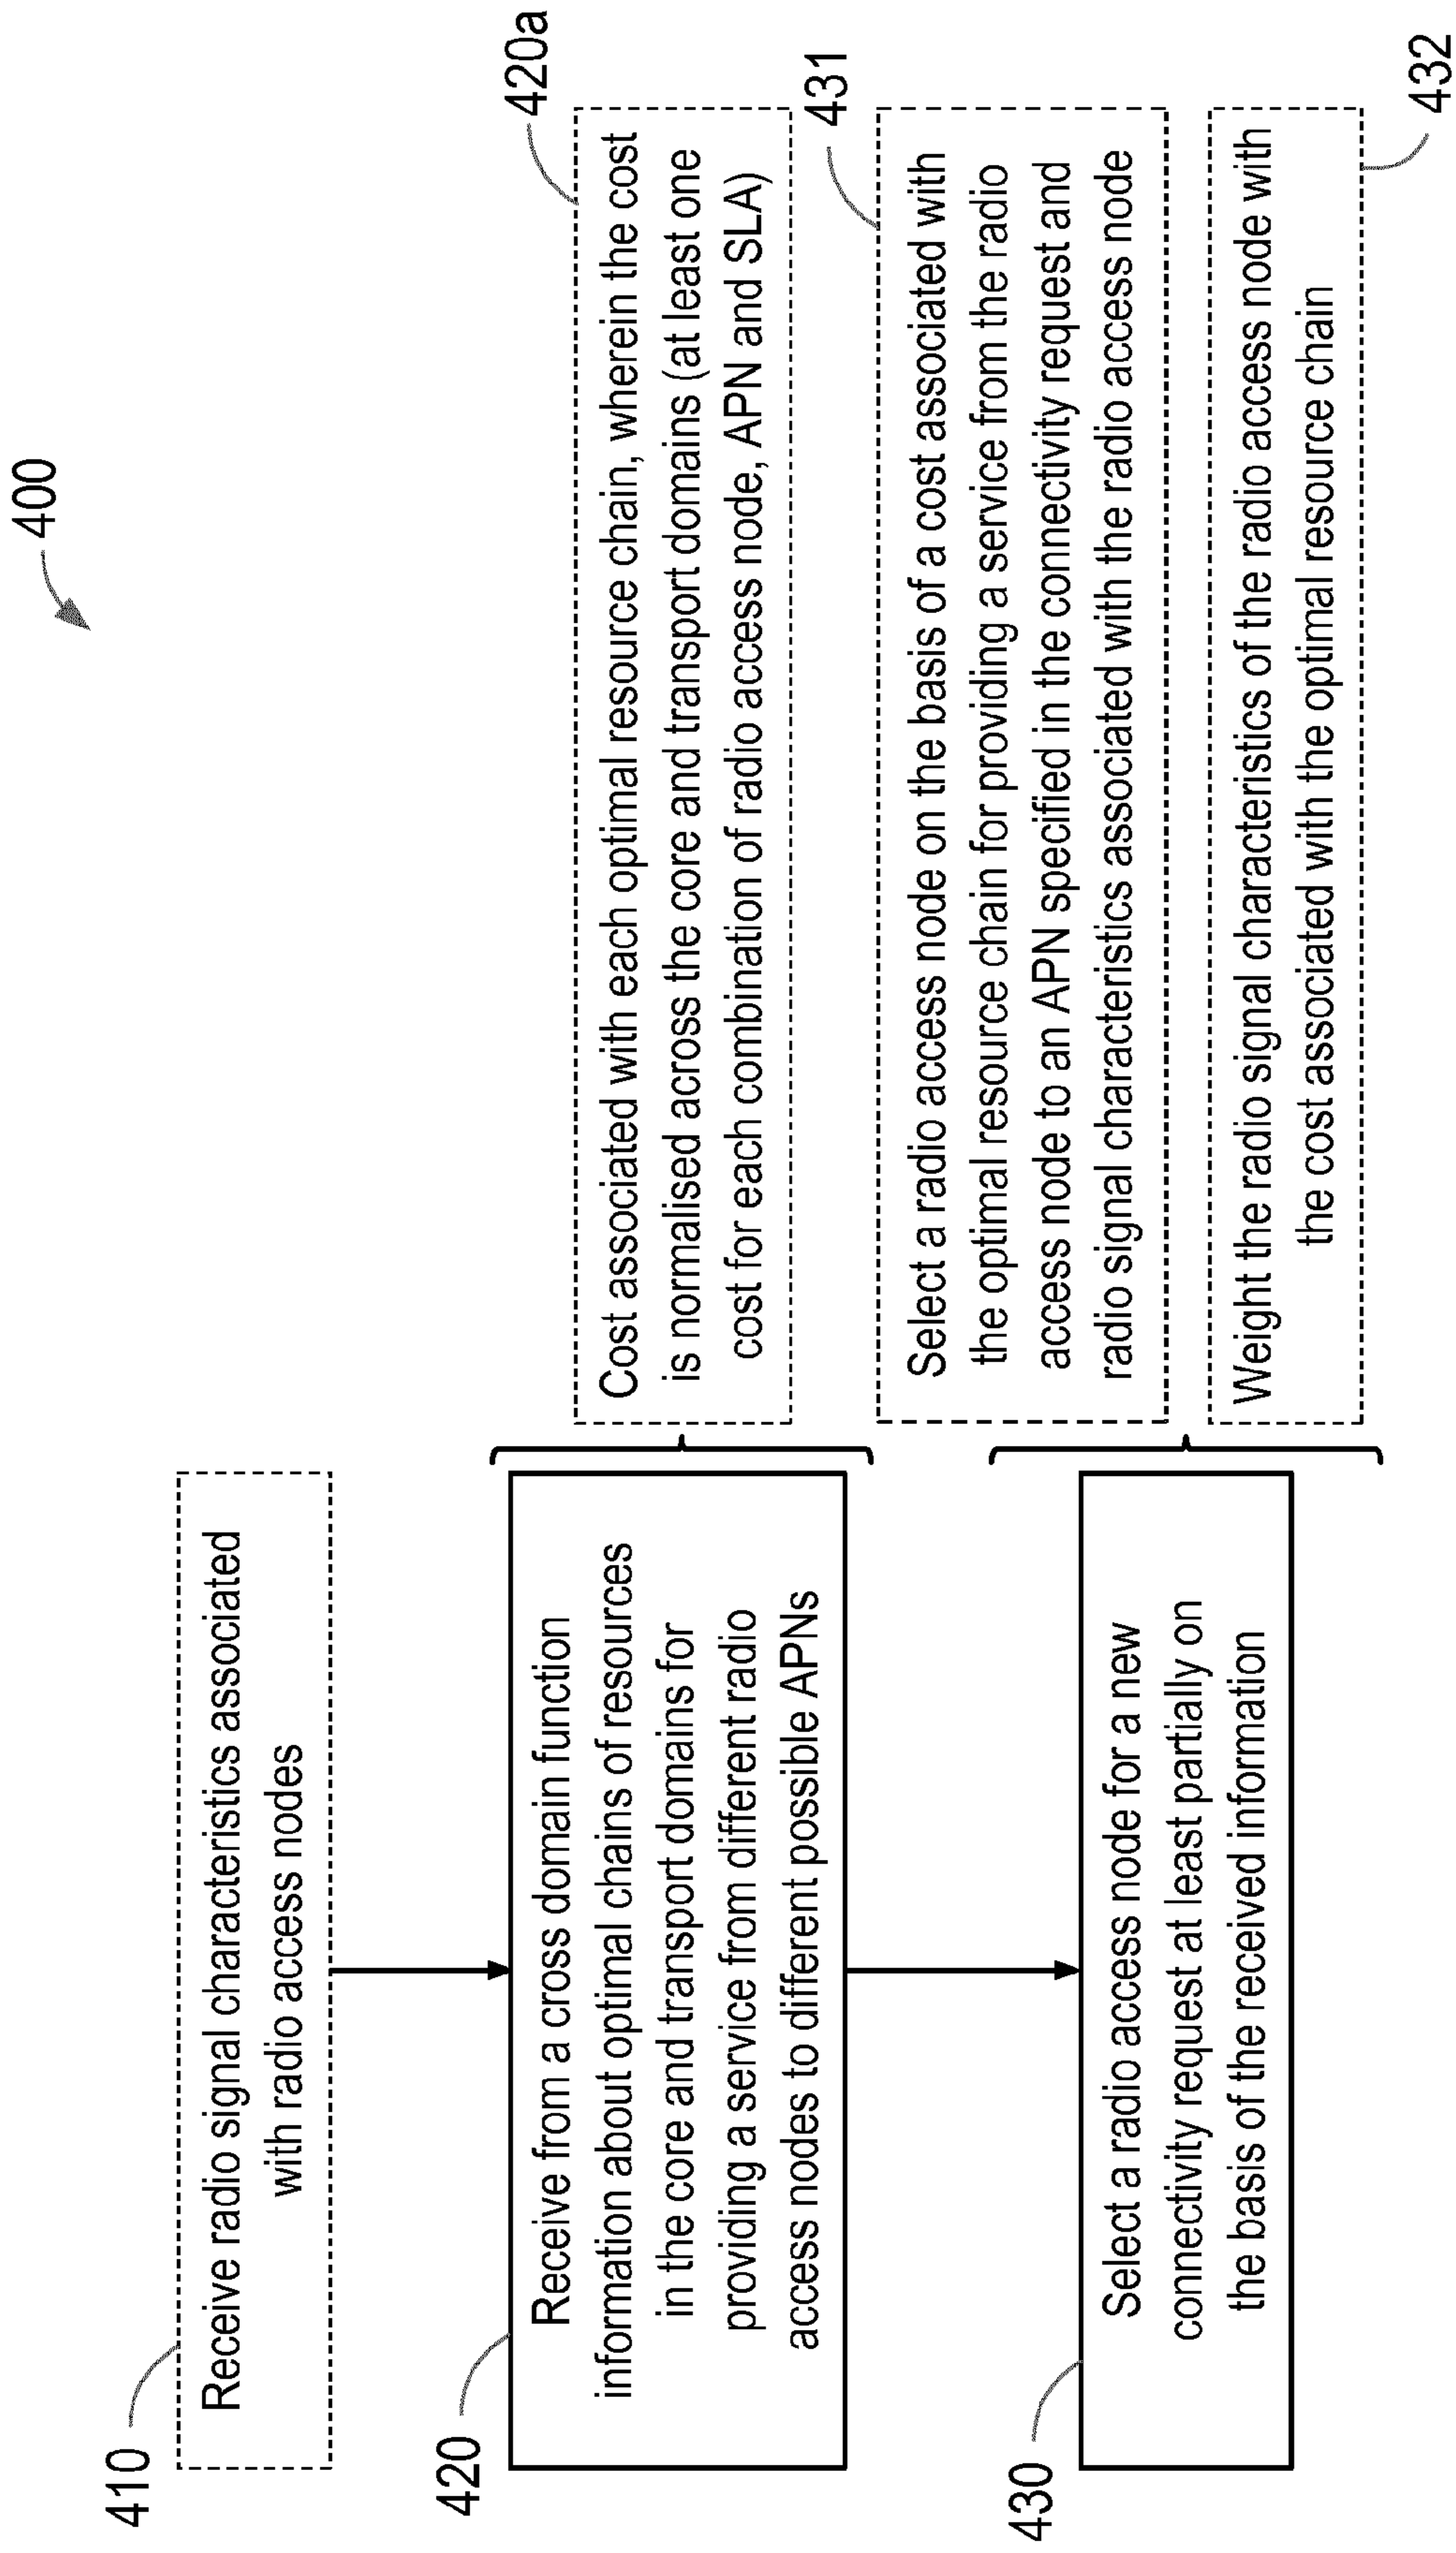 400
410
Receive radio signal characteristics associated
with radio access nodes
420
Receive from a cross domain function
information about optimal chains of resources
in the core and transport domains for
providing a service from different radio
access nodes to different possible APNs
420a
Cost associated with each optimal resource chain, wherein the cost
is normalised across the core and transport domains (at least one
cost for each combination of radio access node, APN and SLA)
430
Select a radio access node for a new
connectivity request at least partially on
the basis of the received information
431
Select a radio access node on the basis of a cost associated with
the optimal resource chain for providing a service from the radio
access node to an APN specified in the connectivity request and
radio signal characteristics associated with the radio access node
432
Weight the radio signal characteristics of the radio access node with
the cost associated with the optimal resource chain